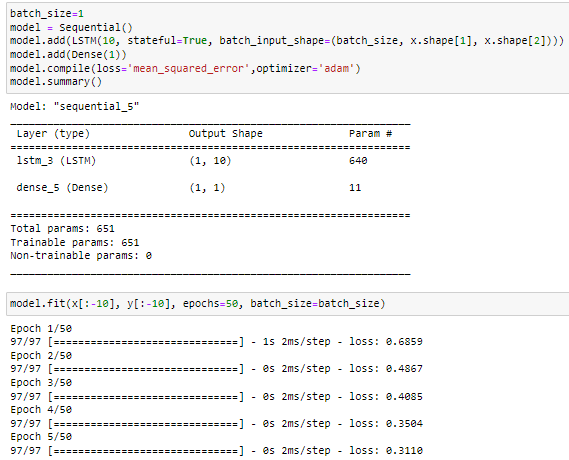 batch_size=1
model = Sequential()
model.add(LSTM(10, stateful=True, batch_input_shape=(batch_size, x.shape[1], x.shape[2])))
model.add(Dense(1))
model.compile(loss='mean_squared_error',optimizer='adam')
model.summary()
Model: "sequential_5"
_________________________________________________________________
Layer (type) Output Shape Param #
=================================================================
lstm_3 (LSTM) (1, 10) 640
dense_5 (Dense) (1, 1) 11
=================================================================
Total params: 651
Trainable params: 651
Non-trainable params: 0
_________________________________________________________________
model.fit(x[:-10], y[:-10], epochs=50, batch_size=batch_size)
Epoch 1/50
97/97 [==============================] - 1s 2ms/step - loss: 0.6859
Epoch 2/50
97/97 [==============================] - 0s 2ms/step - loss: 0.4867
Epoch 3/50
97/97 [==============================] - 0s 2ms/step - loss: 0.4085
Epoch 4/50
97/97 [==============================] - 0s 2ms/step - loss: 0.3504
Epoch 5/50
97/97 [==============================] - 0s 2ms/step - loss: 0.3110